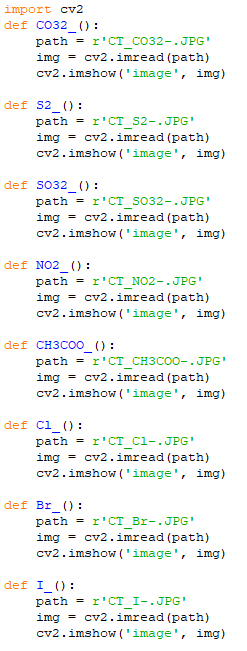 import cv2
def CO32_():
    path = r'CT_CO32-.JPG'
    img = cv2.imread(path)
    cv2.imshow('image', img)

def S2_():
    path = r'CT_S2-.JPG'
    img = cv2.imread(path)
    cv2.imshow('image', img)

def SO32_():
    path = r'CT_SO32-.JPG'
    img = cv2.imread(path)
    cv2.imshow('image', img)

def NO2_():
    path = r'CT_NO2-.JPG'
    img = cv2.imread(path)
    cv2.imshow('image', img)

def CH3COO_():
    path = r'CT_CH3COO-.JPG'
    img = cv2.imread(path)
    cv2.imshow('image', img)

def Cl_():
    path = r'CT_Cl-.JPG'
    img = cv2.imread(path)
    cv2.imshow('image', img)

def Br_():
    path = r'CT_Br-.JPG'
    img = cv2.imread(path)
    cv2.imshow('image', img)

def I_():
    path = r'CT_I-.JPG'
    img = cv2.imread(path)
    cv2.imshow('image', img)